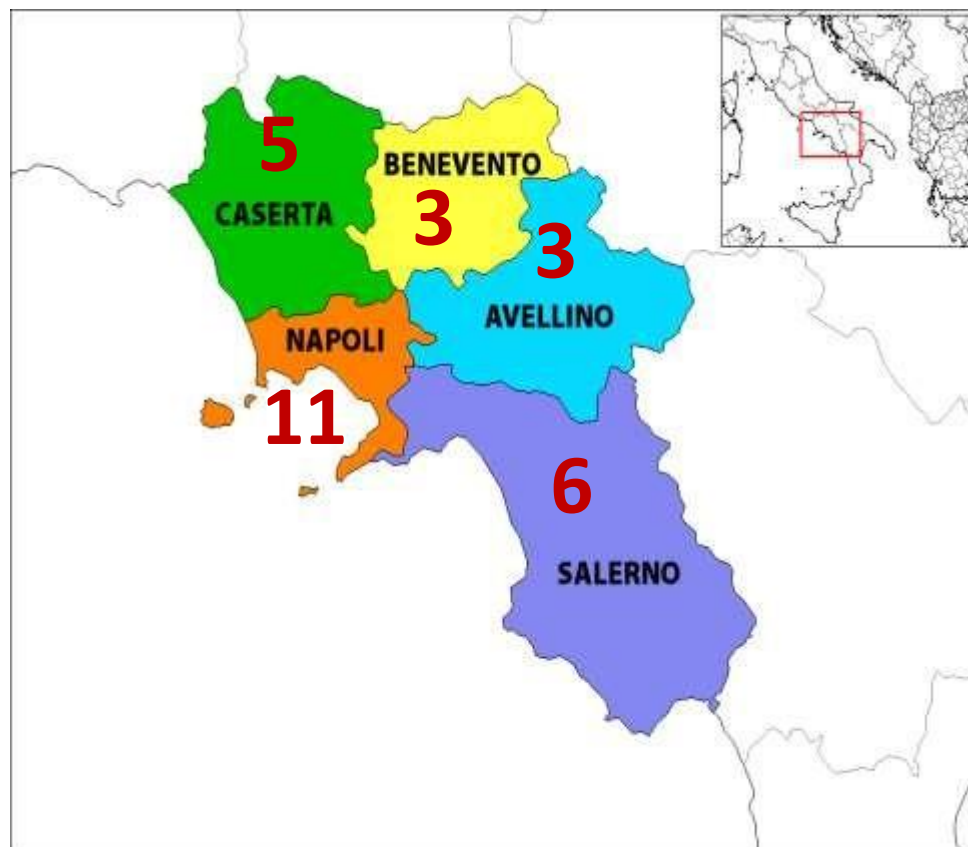 5
BENEVENTO
CASERTA
3
3
AVELLINO
NAPOLI
11
6
SALERNO